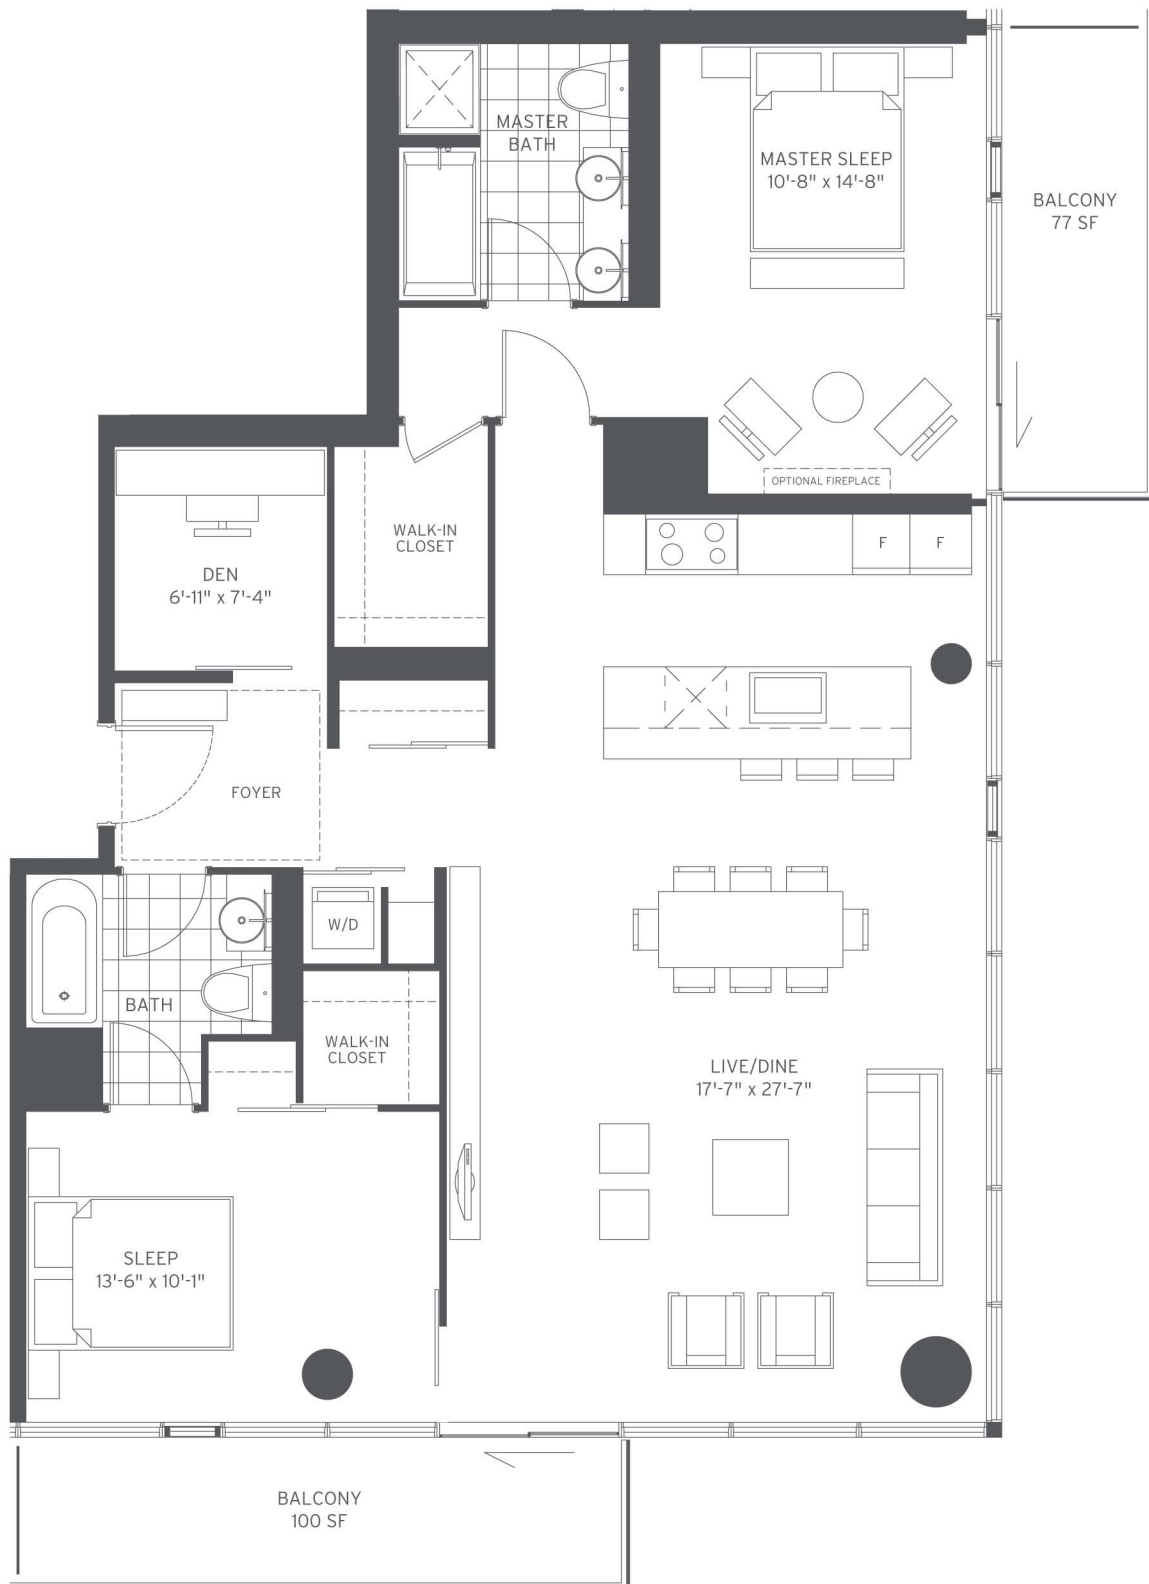 MASTER
BATH
MASTER SLEEP
10'-8" x 14'-8"
BALCONY
77 SF
OPTIONAL FIREPLACE
WALK-IN
CLOSET
F
F
DEN
6'-11" x 7'-4"
FOYER
W/D
BATH
WALK-IN
CLOSET
LIVE/DINE
17'-7" x 27'-7"
SLEEP
13'-6" x 10'-1"
BALCONY
100 SF